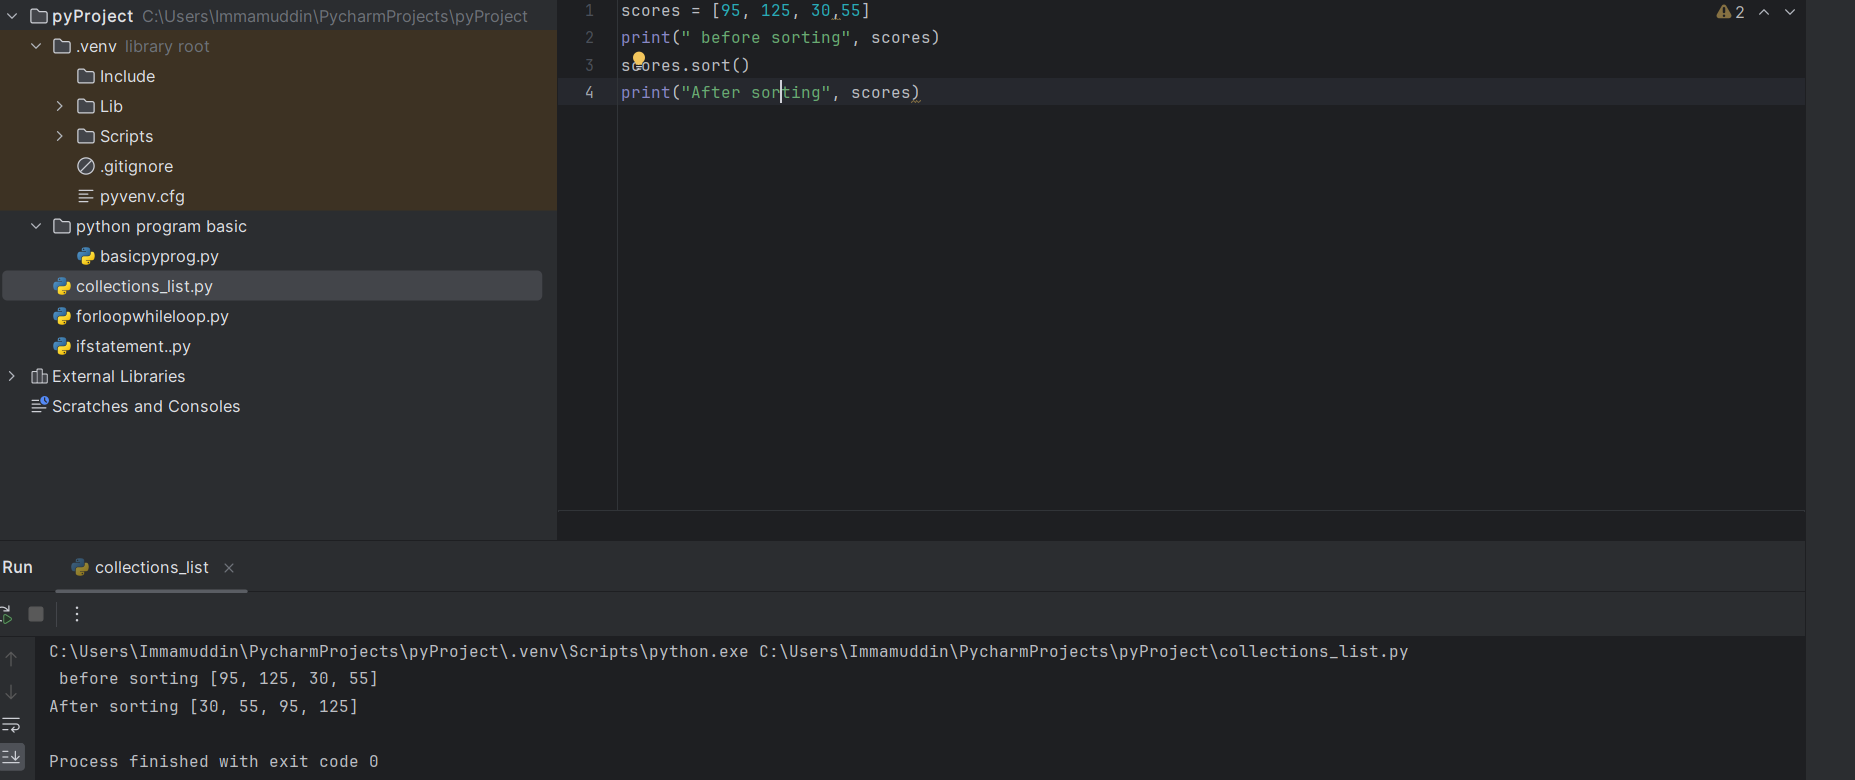 pyProject C:\Users\Immamuddin\PycharmProjects\pyProject
.venv library root
Include
Lib
Scripts
.gitignore
pyvenv.cfg
python program basic
basicpyprog.py
collections_list.py
forloopwhileloop.py
ifstatement..py
External Libraries
Scratches and Consoles
1 scores = [95, 125, 30,55]
2 print(" before sorting", scores)
3 scores.sort()
4 print("After sorting", scores)
2
Run collections_list
C:\Users\Immamuddin\PycharmProjects\pyProject\.venv\Scripts\python.exe C:\Users\Immamuddin\PycharmProjects\pyProject\collections_list.py
 before sorting [95, 125, 30, 55]
After sorting [30, 55, 95, 125]
Process finished with exit code 0